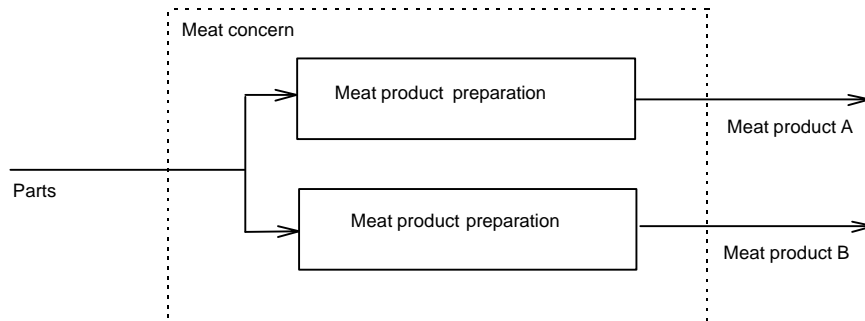 Meat concern
Meat product preparation
Meat product A
Parts
Meat product preparation
Meat product B